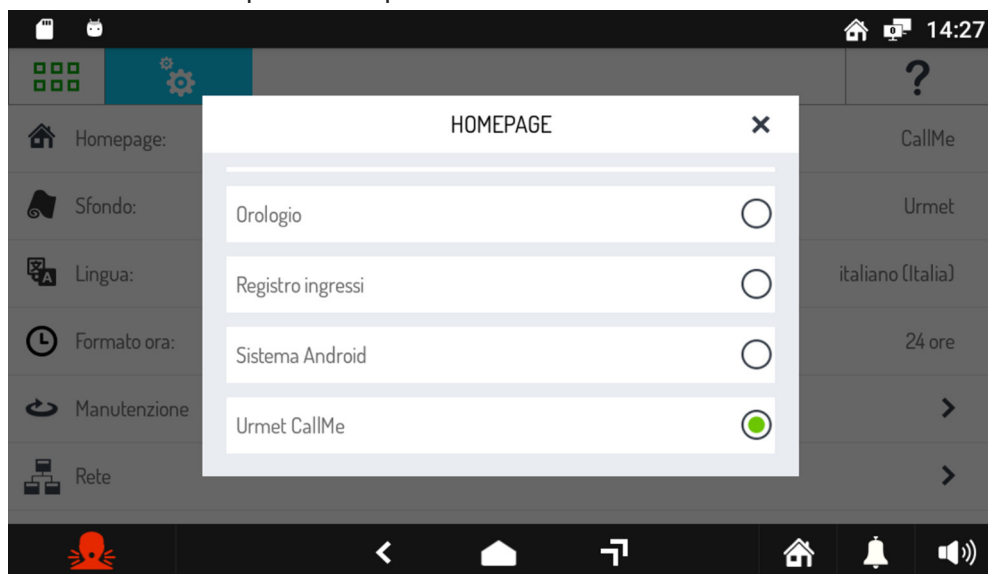 14:27
?
HOMEPAGE
Homepage:
CallMe
Sfondo:
Urmet
Orologio
Lingua:
italiano (Italia)
Registro ingressi
Formato ora:
24 ore
Sistema Android
Manutenzione
Urmet CallMe
Rete